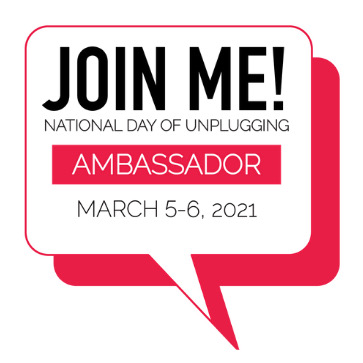 JOIN ME!
NATIONAL DAY OF UNPLUGGING
AMBASSADOR
MARCH 5-6, 2021